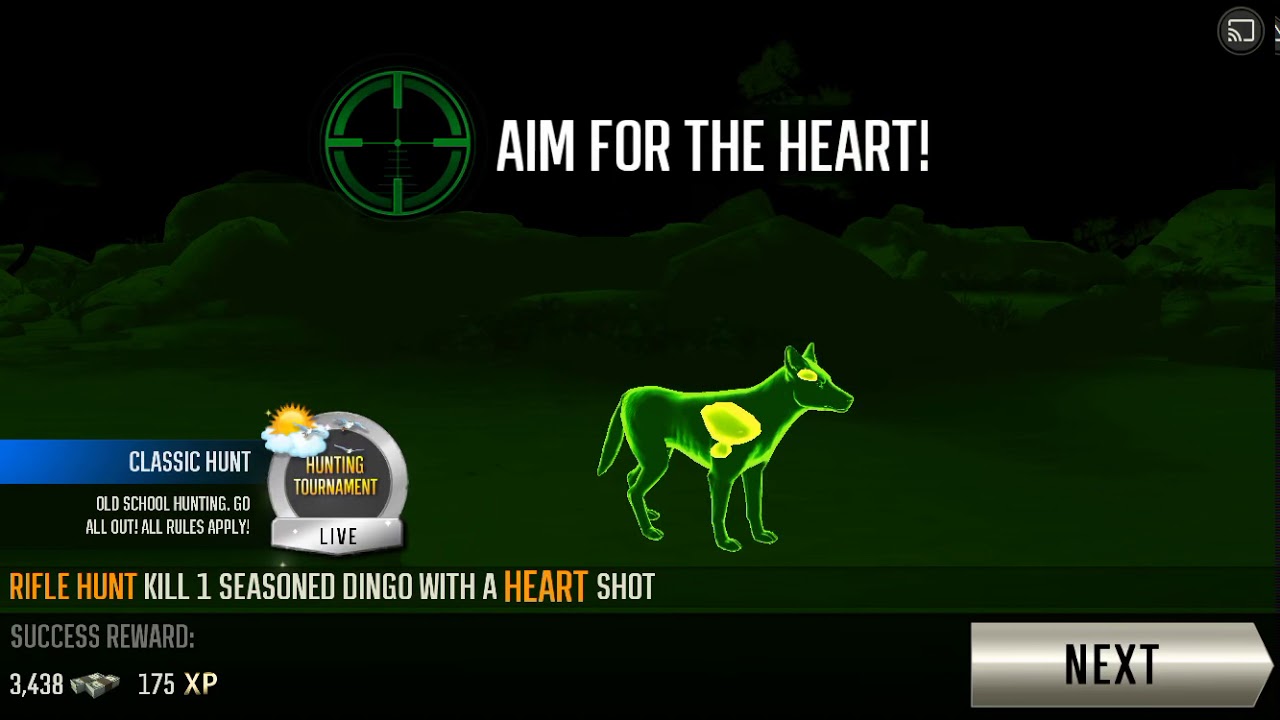 AIM FOR THE HEART!
CLASSIC HUNT
OLD SCHOOL HUNTING. GO
ALL OUT! ALL RULES APPLY!
HUNTING
TOURNAMENT
LIVE
RIFLE HUNT KILL 1 SEASONED DINGO WITH A HEART SHOT
SUCCESS REWARD:
3,438 175 XP
NEXT